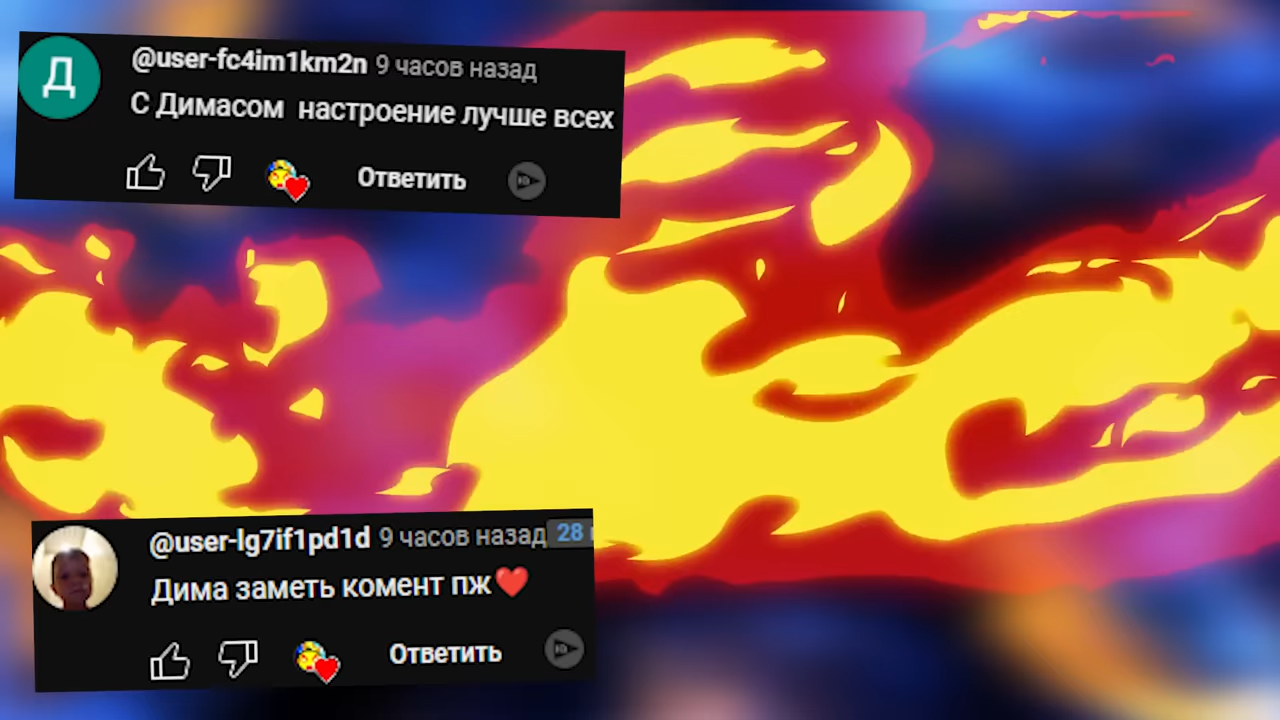 Д
@user-fc4im1km2n 9 часов назад
С Димасом настроение лучше всех
Ответить
@user-lg7if1pd1d 9 часов назад 28
Дима заметь комент пж❤️
Ответить